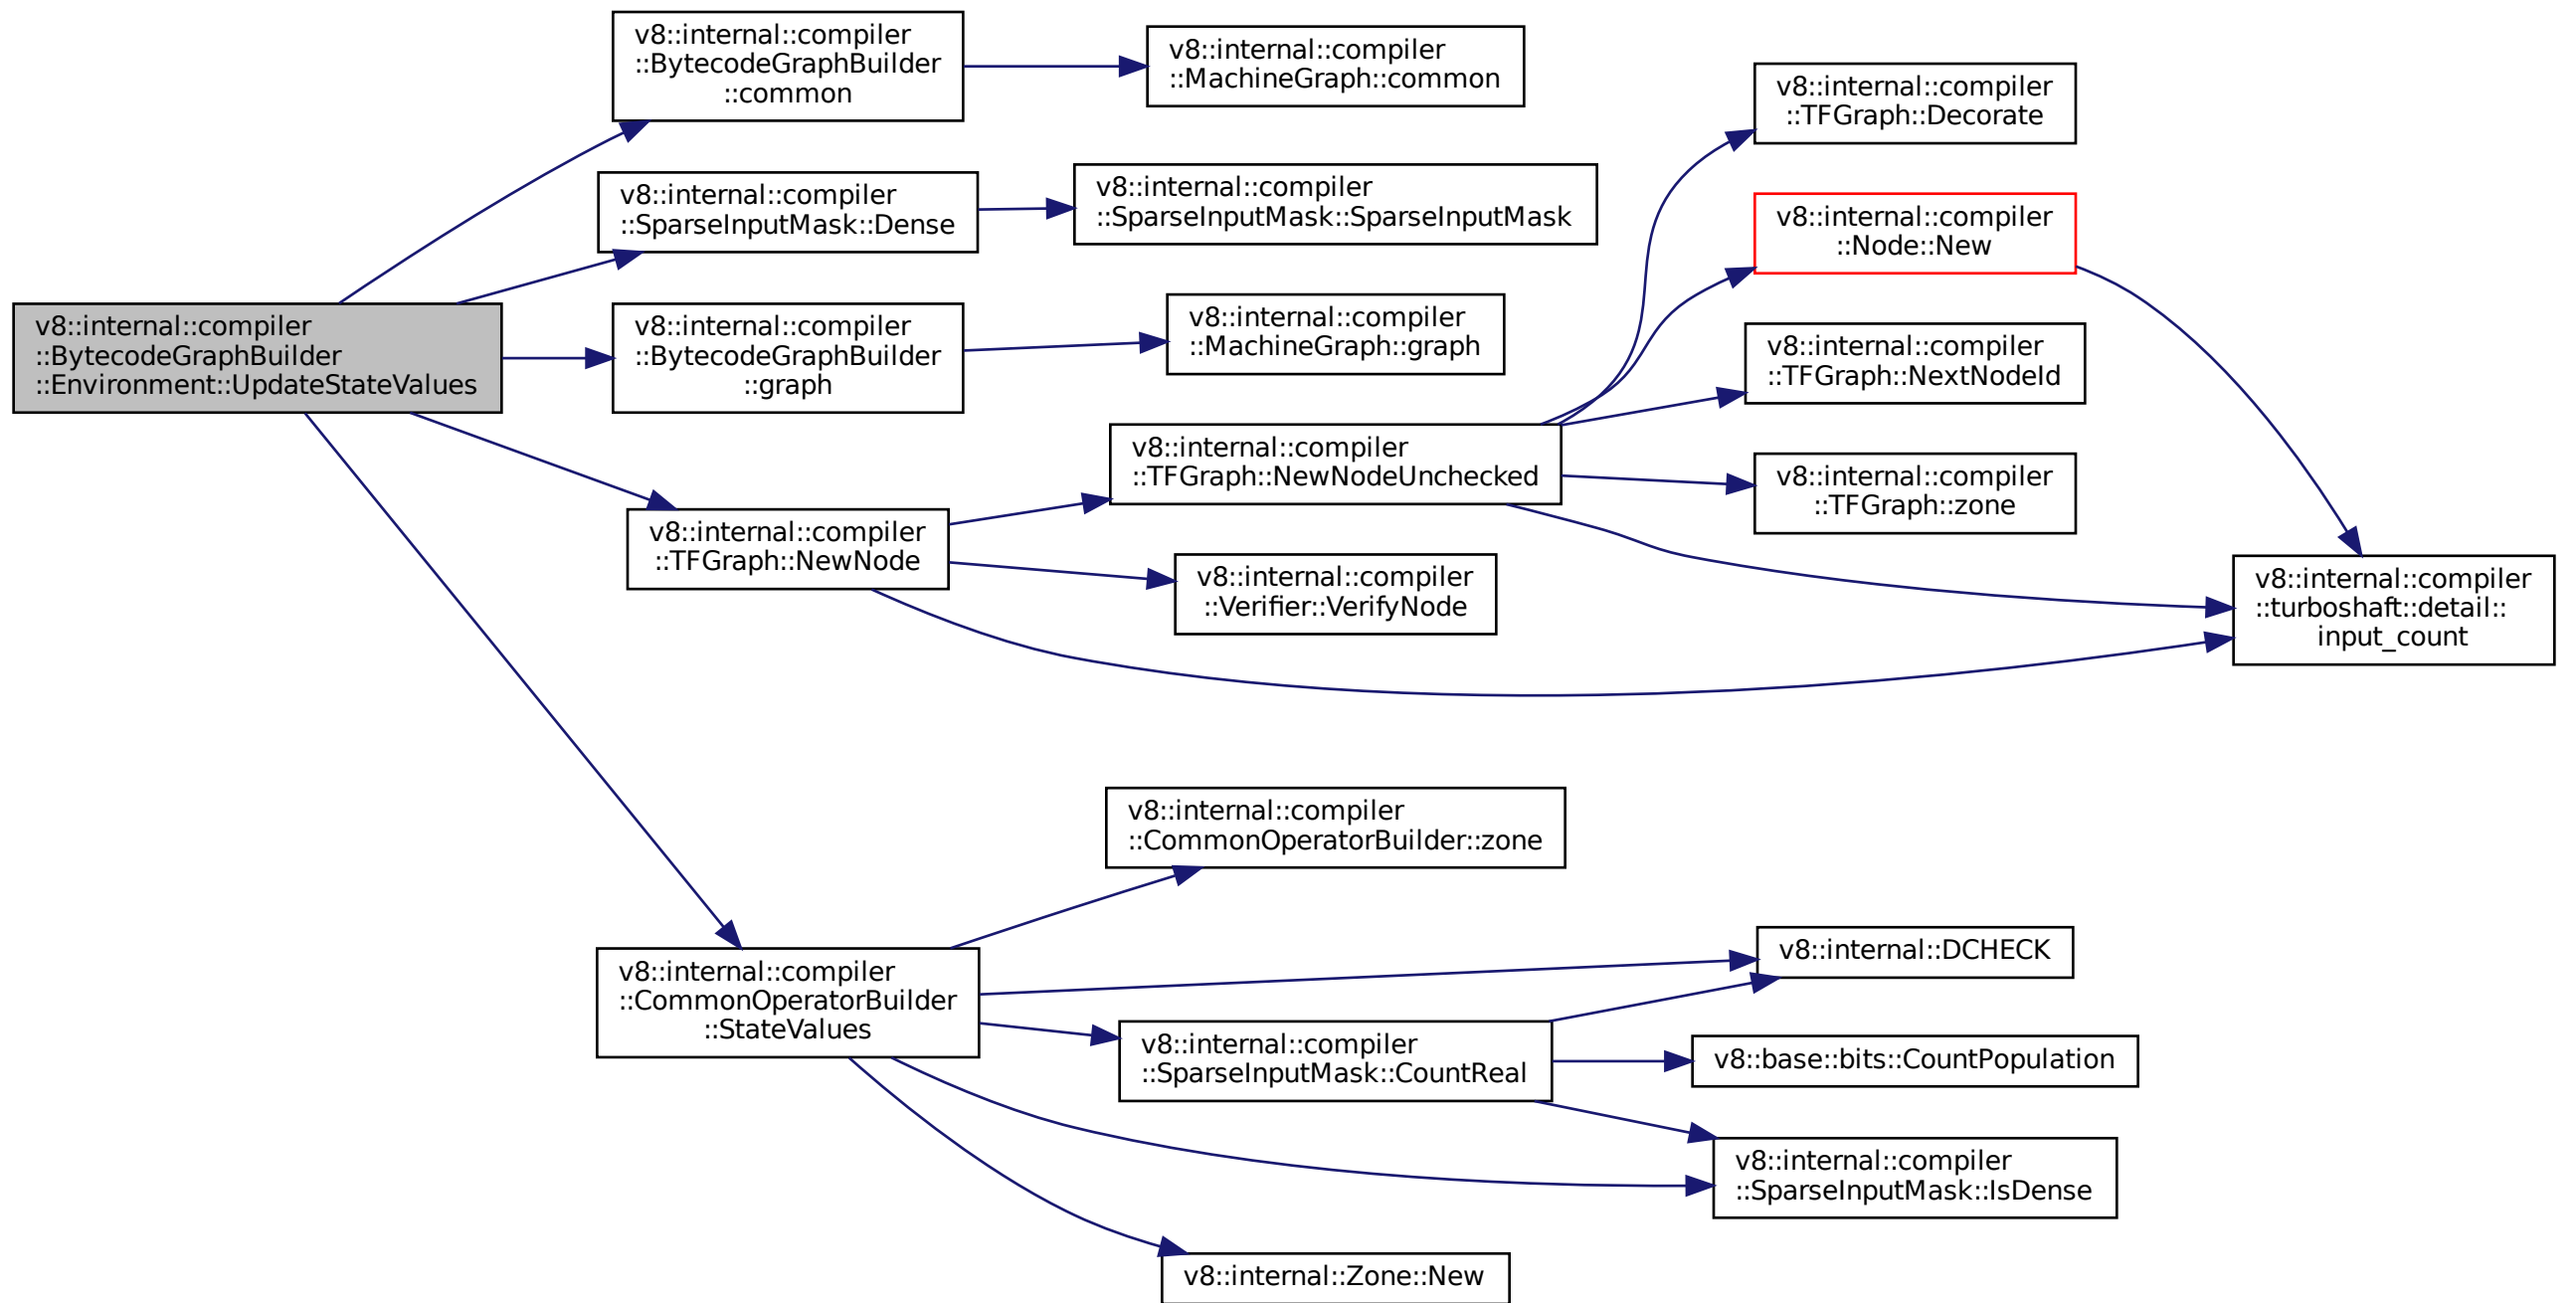 v8::internal::compiler
::BytecodeGraphBuilder
::Environment::UpdateStateValues
v8::internal::compiler
::BytecodeGraphBuilder
::common
v8::internal::compiler
::MachineGraph::common
v8::internal::compiler
::SparseInputMask::Dense
v8::internal::compiler
::SparseInputMask::SparseInputMask
v8::internal::compiler
::BytecodeGraphBuilder
::graph
v8::internal::compiler
::MachineGraph::graph
v8::internal::compiler
::TFGraph::NewNode
v8::internal::compiler
::TFGraph::NewNodeUnchecked
v8::internal::compiler
::TFGraph::Decorate
v8::internal::compiler
::Node::New
v8::internal::compiler
::TFGraph::NextNodeId
v8::internal::compiler
::TFGraph::zone
v8::internal::compiler
::turboshaft::detail::
input_count
v8::internal::compiler
::Verifier::VerifyNode
v8::internal::compiler
::CommonOperatorBuilder
::StateValues
v8::internal::compiler
::CommonOperatorBuilder::zone
v8::internal::DCHECK
v8::internal::compiler
::SparseInputMask::CountReal
v8::base::bits::CountPopulation
v8::internal::compiler
::SparseInputMask::IsDense
v8::internal::Zone::New